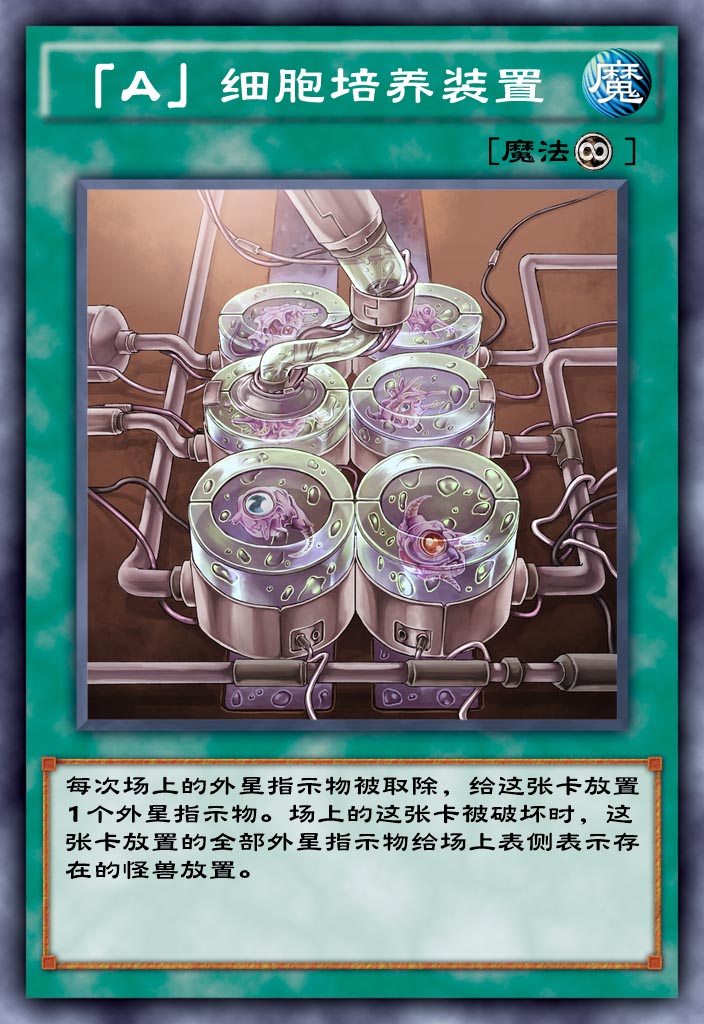 「A」细胞培养装置
魔
[魔法♾]
每次场上的外星指示物被取除，给这张卡放置
1个外星指示物。场上的这张卡被破坏时，这
张卡放置的全部外星指示物给场上表侧表示存
在的怪兽放置。